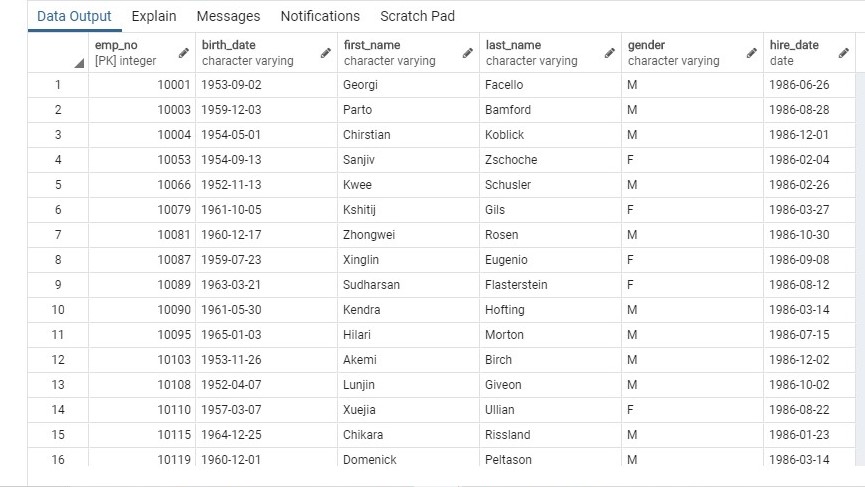 Data Output Explain Messages Notifications Scratch Pad
emp_no birth_date first_name last_name gender hire_date
[PK] integer character varying character varying character varying character varying date
1 10001 1953-09-02 Georgi Facello M 1986-06-26
2 10003 1959-12-03 Parto Bamford M 1986-08-28
3 10004 1954-05-01 Chirstian Koblick M 1986-12-01
4 10053 1954-09-13 Sanjiv Zschoche F 1986-02-04
5 10066 1952-11-13 Kwee Schusler M 1986-02-26
6 10079 1961-10-05 Kshitij Gils F 1986-03-27
7 10081 1960-12-17 Zhongwei Rosen M 1986-10-30
8 10087 1959-07-23 Xinglin Eugenio F 1986-09-08
9 10089 1963-03-21 Sudharsan Flasterstein F 1986-08-12
10 10090 1961-05-30 Kendra Hofting M 1986-03-14
11 10095 1965-01-03 Hilari Morton M 1986-07-15
12 10103 1953-11-26 Akemi Birch M 1986-12-02
13 10108 1952-04-07 Lunjin Giveon M 1986-10-02
14 10110 1957-03-07 Xuejia Ullian F 1986-08-22
15 10115 1964-12-25 Chikara Rissland M 1986-01-23
16 10119 1960-12-01 Domenick Peltason M 1986-03-14